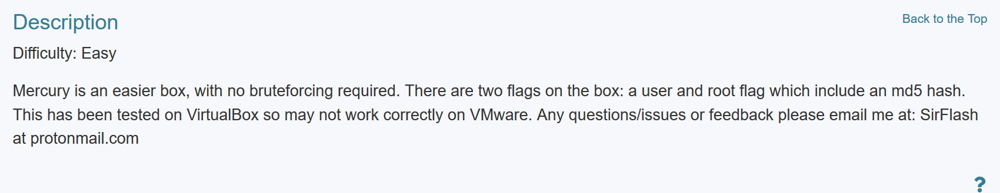 Description
Back to the Top
Difficulty: Easy
Mercury is an easier box, with no bruteforcing required. There are two flags on the box: a user and root flag which include an md5 hash.
This has been tested on VirtualBox so may not work correctly on VMware. Any questions/issues or feedback please email me at: SirFlash
at protonmail.com
?